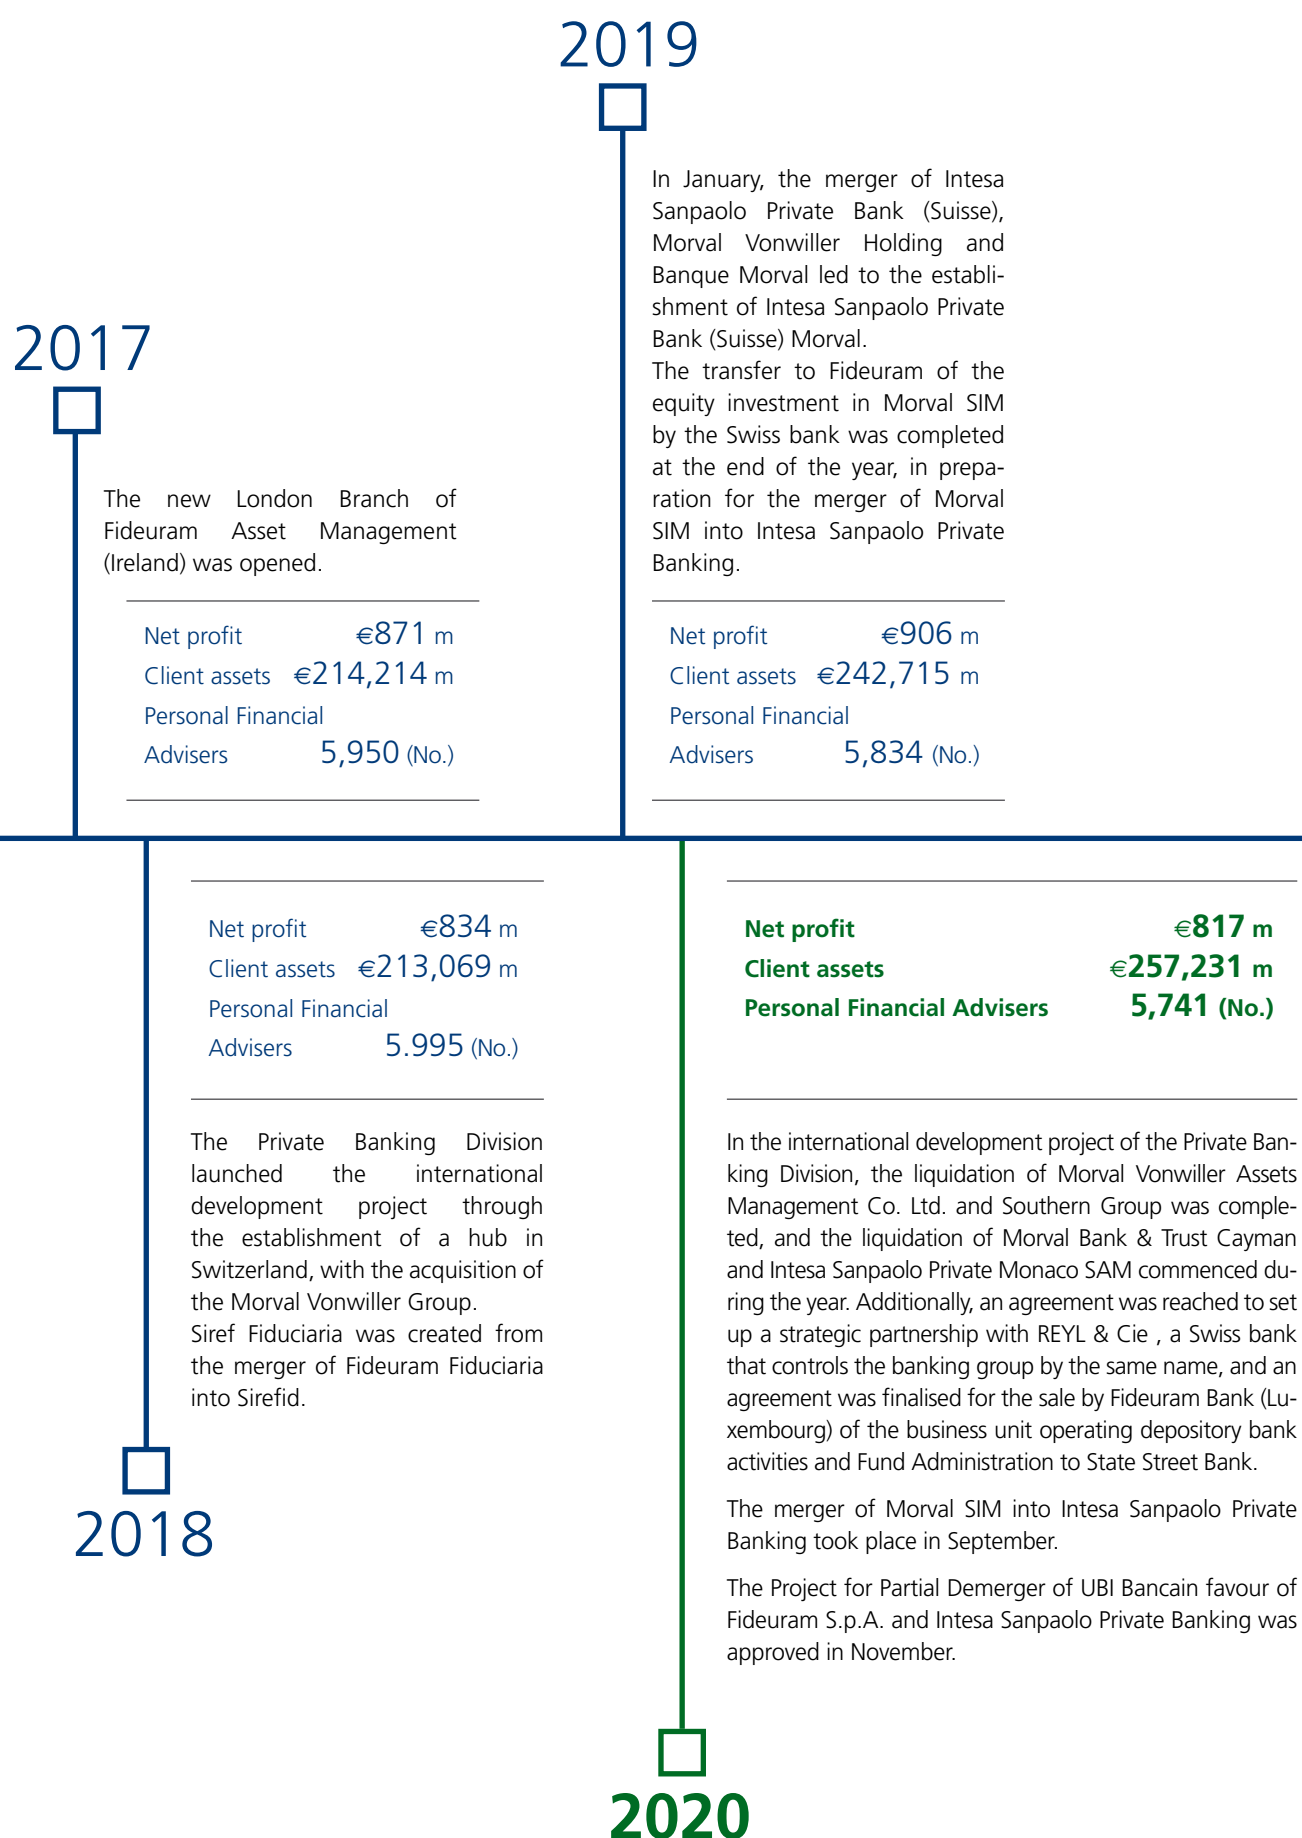 2017
The new London Branch of
Fideuram Asset Management
(Ireland) was opened.
Net profit €871 m
Client assets €214,214 m
Personal Financial
Advisers 5,950 (No.)
Net profit €834 m
Client assets €213,069 m
Personal Financial
Advisers 5.995 (No.)
The Private Banking Division
launched the international
development project through
the establishment of a hub in
Switzerland, with the acquisition of
the Morval Vonwiller Group.
Siref Fiduciaria was created from
the merger of Fideuram Fiduciaria
into Sirefid.
2018
2019
In January, the merger of Intesa
Sanpaolo Private Bank (Suisse),
Morval Vonwiller Holding and
Banque Morval led to the establi-
shment of Intesa Sanpaolo Private
Bank (Suisse) Morval.
The transfer to Fideuram of the
equity investment in Morval SIM
by the Swiss bank was completed
at the end of the year, in prepa-
ration for the merger of Morval
SIM into Intesa Sanpaolo Private
Banking.
Net profit €906 m
Client assets €242,715 m
Personal Financial
Advisers 5,834 (No.)
Net profit €817 m
Client assets €257,231 m
Personal Financial Advisers 5,741 (No.)
In the international development project of the Private Ban-
king Division, the liquidation of Morval Vonwiller Assets
Management Co. Ltd. and Southern Group was comple-
ted, and the liquidation of Morval Bank & Trust Cayman
and Intesa Sanpaolo Private Monaco SAM commenced du-
ring the year. Additionally, an agreement was reached to set
up a strategic partnership with REYL & Cie , a Swiss bank
that controls the banking group by the same name, and an
agreement was finalised for the sale by Fideuram Bank (Lu-
xembourg) of the business unit operating depository bank
activities and Fund Administration to State Street Bank.
The merger of Morval SIM into Intesa Sanpaolo Private
Banking took place in September.
The Project for Partial Demerger of UBI Bancain favour of
Fideuram S.p.A. and Intesa Sanpaolo Private Banking was
approved in November.
2020